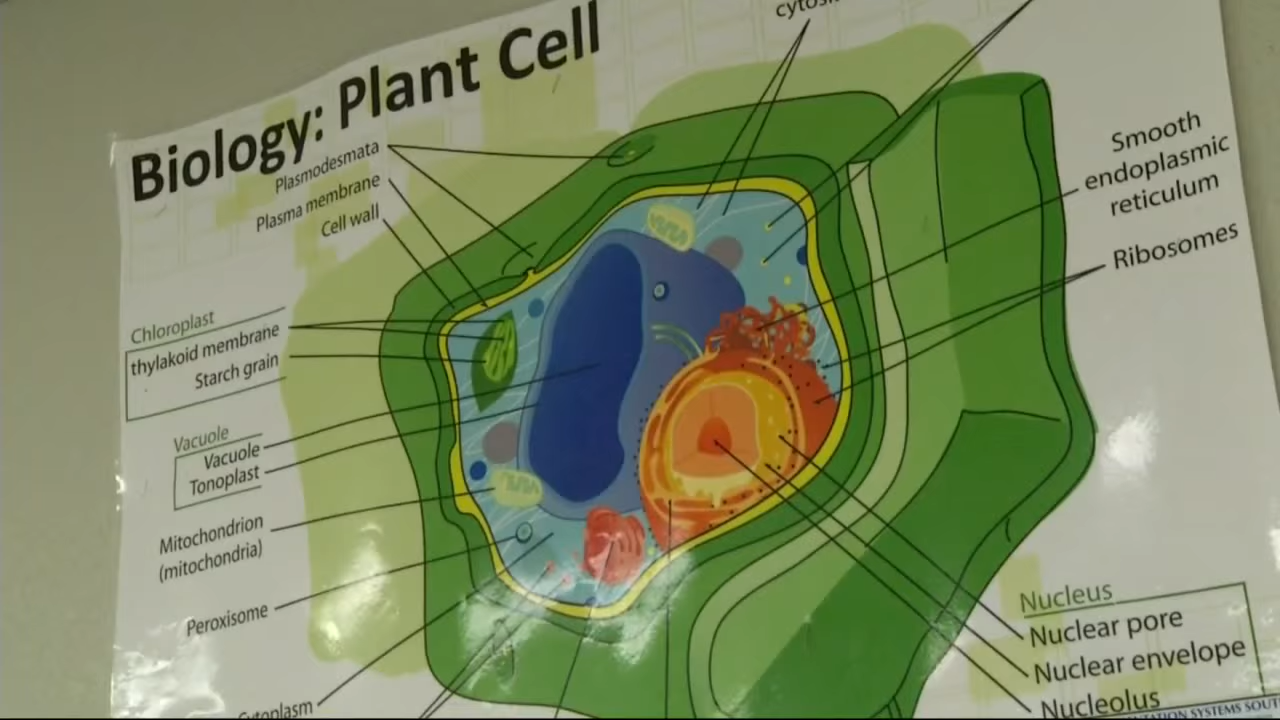 Biology: Plant Cell
Plasmodesmata
Plasma membrane
Cell wall
Chloroplast
thylakoid membrane
Starch grain
Vacuole
Vacuole
Tonoplast
Mitochondrion
(mitochondria)
Peroxisome
Smooth
endoplasmic
reticulum
Ribosomes
Nucleus
Nuclear pore
Nuclear envelope
Nucleolus
SYSTEMS